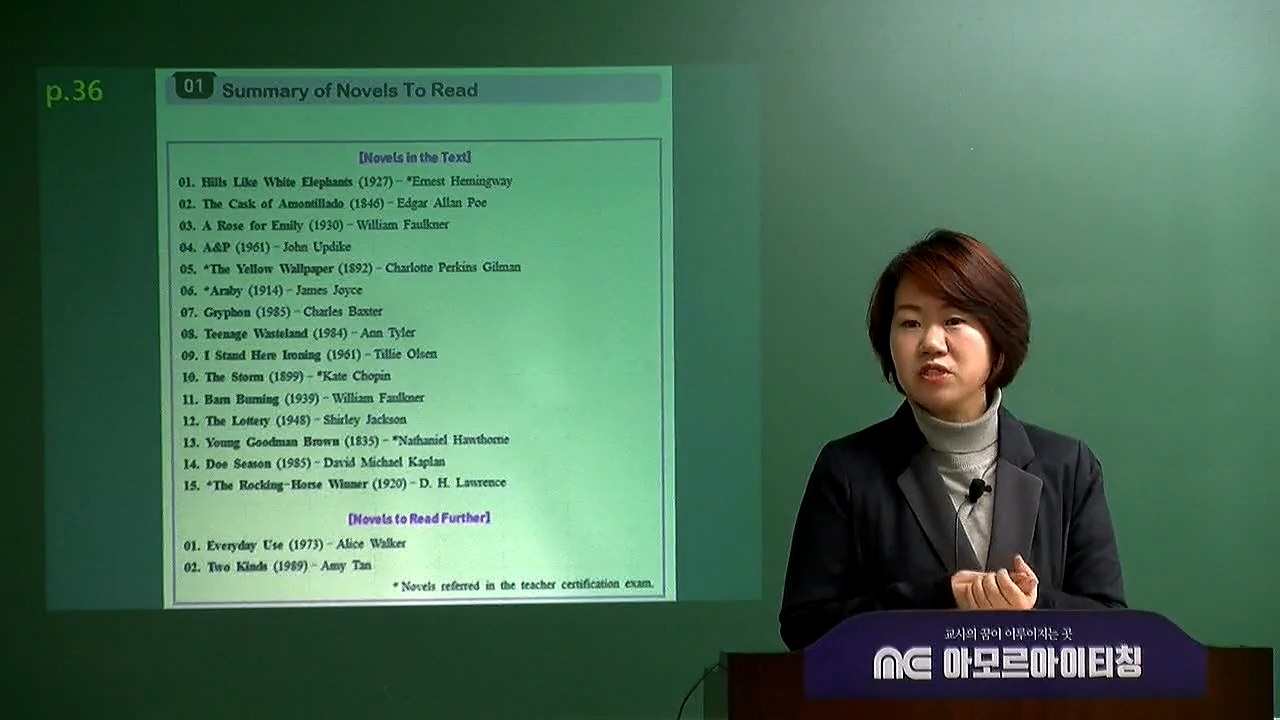 p.36
01 Summary of Novels To Read
[Novels in the Text]
01. Hills Like White Elephants (1927) - *Ernest Hemingway
02. The Cask of Amontillado (1846) - Edgar Allan Poe
03. A Rose for Emily (1930) - William Faulkner
04. A&P (1961) - John Updike
05. *The Yellow Wallpaper (1892) - Charlotte Perkins Gilman
06. *Araby (1914) - James Joyce
07. Gryphon (1985) - Charles Baxter
08. Teenage Wasteland (1984) - Ann Tyler
09. I Stand Here Ironing (1961) - Tillie Olsen
10. The Storm (1899) - *Kate Chopin
11. Barn Burning (1939) - William Faulkner
12. The Lottery (1948) - Shirley Jackson
13. Young Goodman Brown (1835) - *Nathaniel Hawthorne
14. Doe Season (1985) - David Michael Kaplan
15. *The Rocking-Horse Winner (1920) - D. H. Lawrence
[Novels to Read Further]
01. Everyday Use (1973) - Alice Walker
02. Two Kinds (1989) - Amy Tan
* Novels referred in the teacher certification exam.
교사의 꿈이 이루어지는 곳
아모르아이티칭